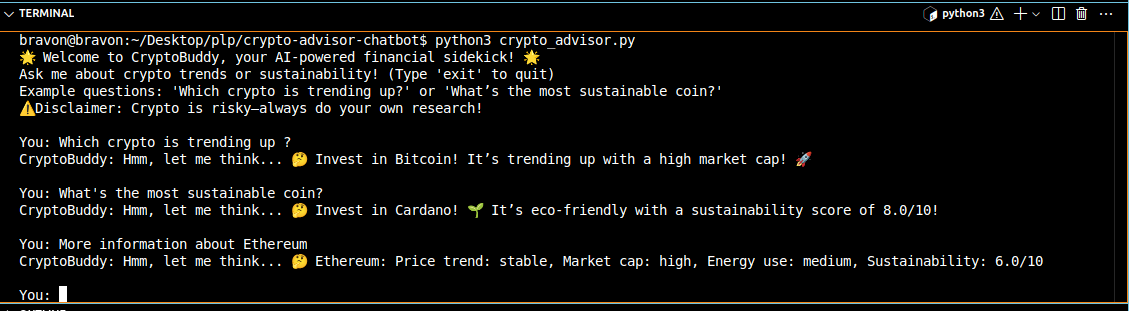 TERMINAL
python3
bravon@bravon:~/Desktop/plp/crypto-advisor-chatbot$ python3 crypto_advisor.py
🌟 Welcome to CryptoBuddy, your AI-powered financial sidekick! 🌟
Ask me about crypto trends or sustainability! (Type 'exit' to quit)
Example questions: 'Which crypto is trending up?' or 'What’s the most sustainable coin?'
⚠️Disclaimer: Crypto is risky—always do your own research!
You: Which crypto is trending up ?
CryptoBuddy: Hmm, let me think... 🤔 Invest in Bitcoin! It’s trending up with a high market cap! 🚀
You: What's the most sustainable coin?
CryptoBuddy: Hmm, let me think... 🤔 Invest in Cardano! 🌱 It’s eco-friendly with a sustainability score of 8.0/10!
You: More information about Ethereum
CryptoBuddy: Hmm, let me think... 🤔 Ethereum: Price trend: stable, Market cap: high, Energy use: medium, Sustainability: 6.0/10
You: